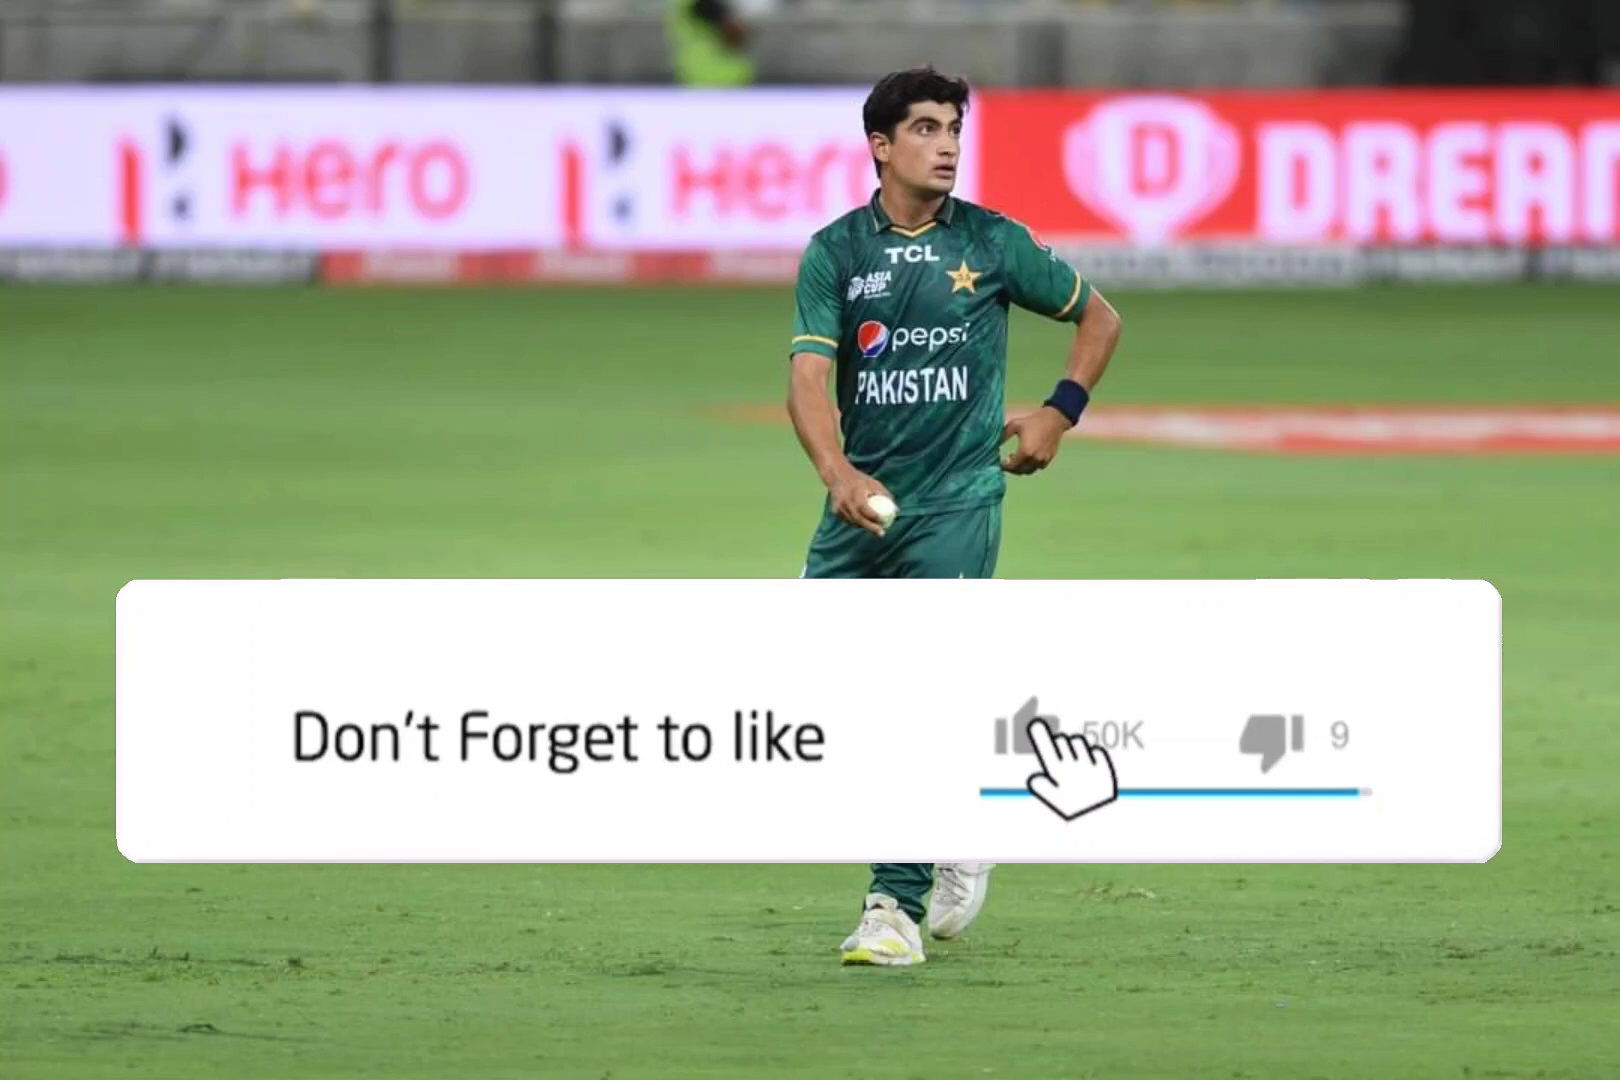 Hero
Hero
D DREAM
TCL
ASIA
CUP
pepsi
PAKISTAN
Don't Forget to like
50K
9